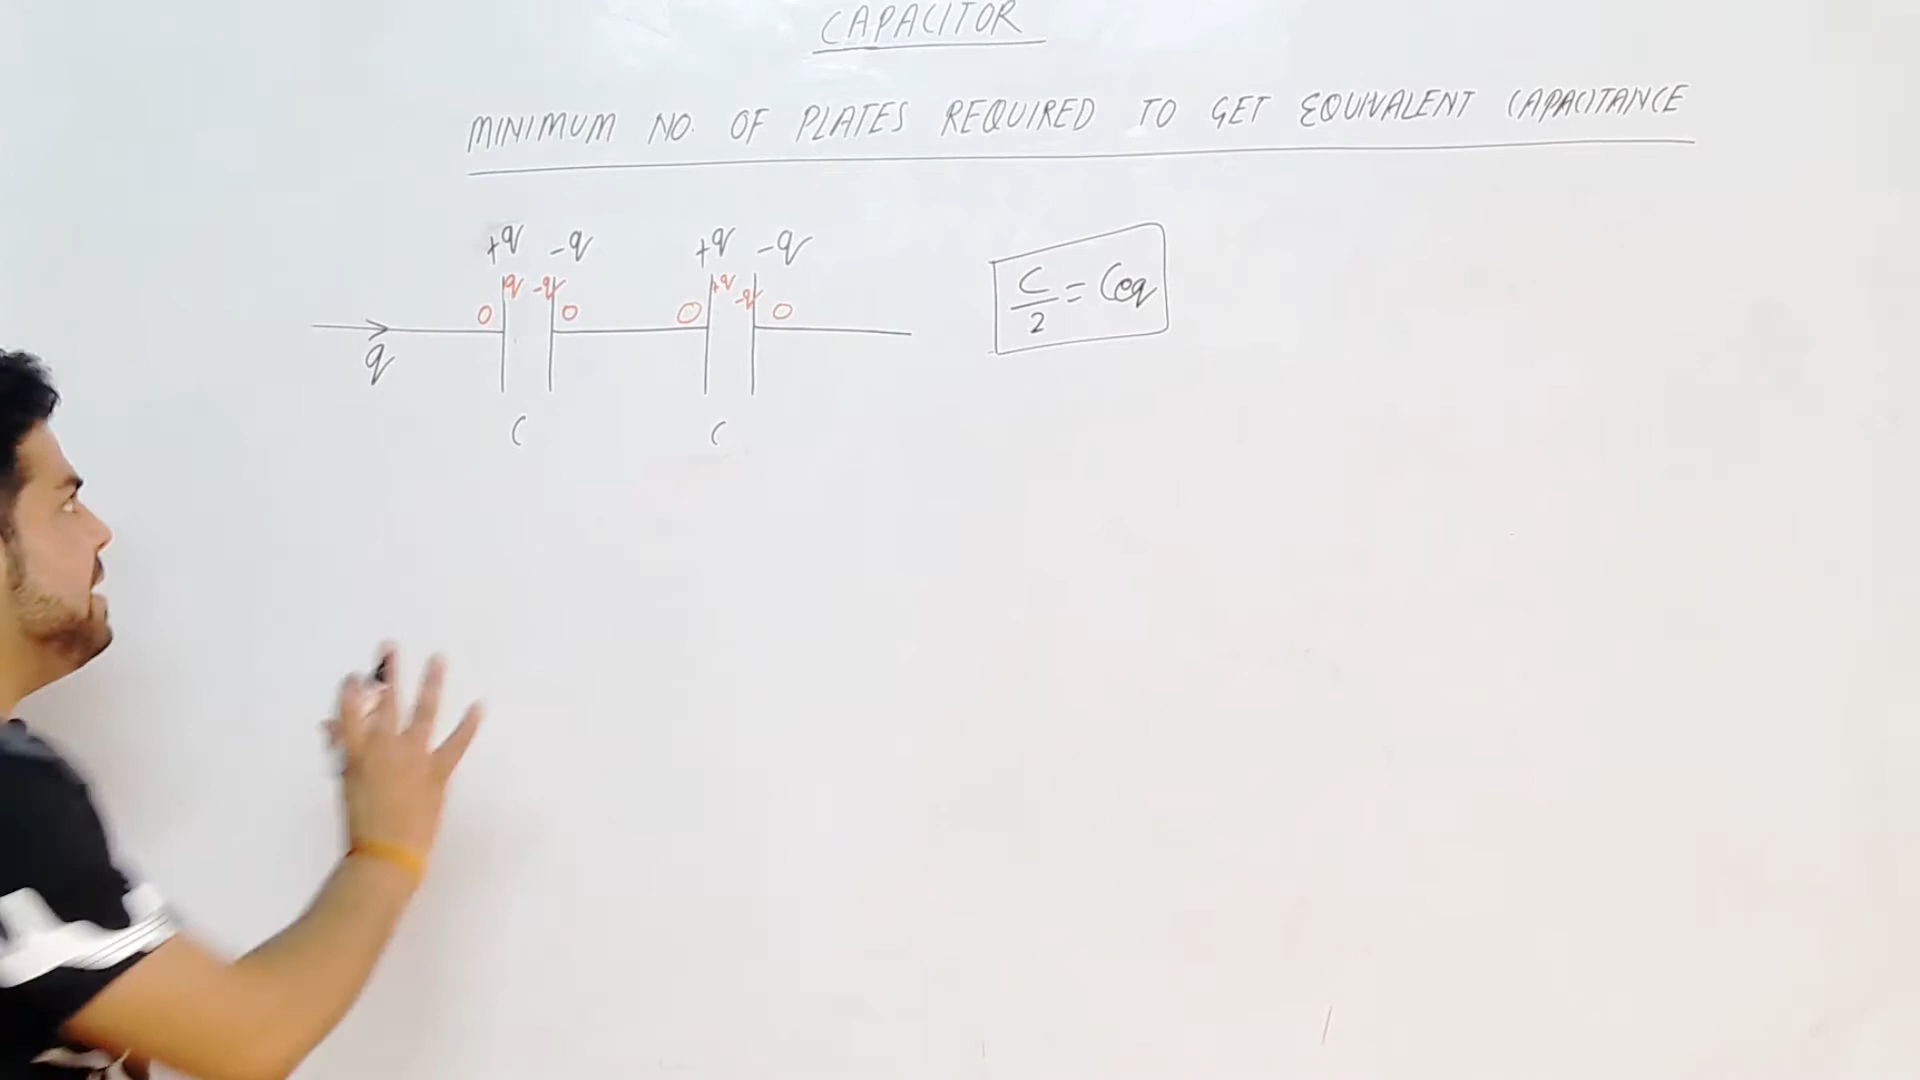 CAPACITOR
MINIMUM NO. OF PLATES REQUIRED TO GET EQUIVALENT CAPACITANCE
+q -q +q -q
q -q +q -q
0 0 0 0
q
C C
C/2 = Ceq